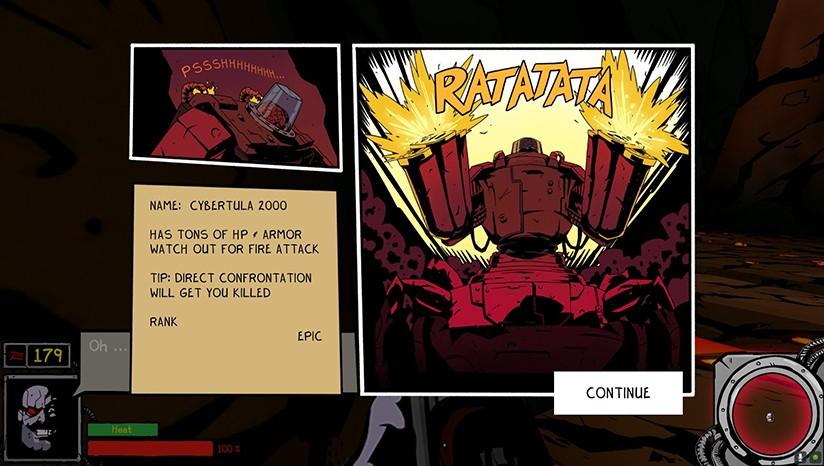 PSSSHHHHHHHH...
RATATATA
NAME: CYBERTULA 2000
HAS TONS OF HP & ARMOR
WATCH OUT FOR FIRE ATTACK
TIP: DIRECT CONFRONTATION
WILL GET YOU KILLED
RANK
EPIC
CONTINUE
179
Oh ...
Heat
100 %